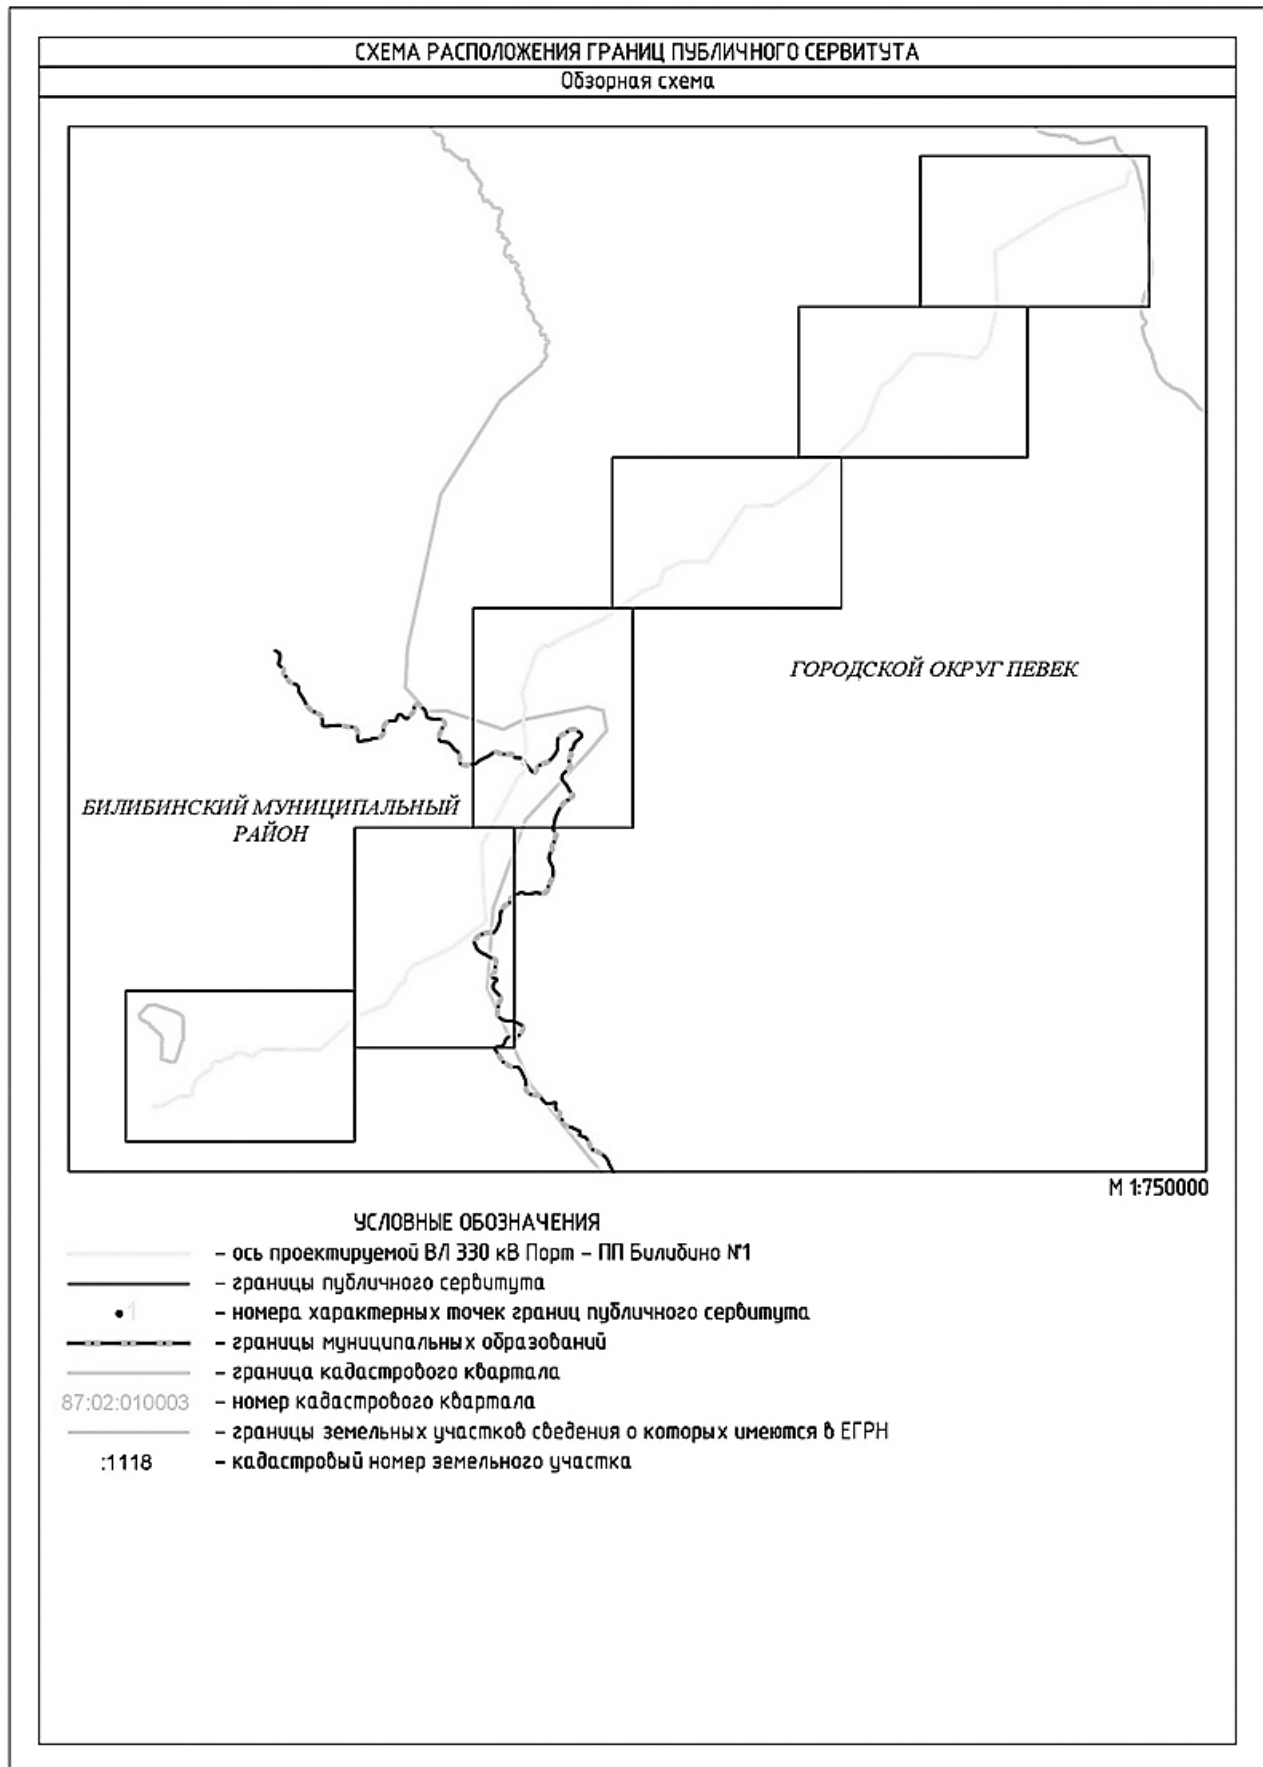 СХЕМА РАСПОЛОЖЕНИЯ ГРАНИЦ ПУБЛИЧНОГО СЕРВИТУТА
Обзорная схема
ГОРОДСКОЙ ОКРУГ ПЕВЕК
БИЛИБИНСКИЙ МУНИЦИПАЛЬНЫЙ
РАЙОН
М 1:750000
УСЛОВНЫЕ ОБОЗНАЧЕНИЯ
– ось проектируемой ВЛ 330 кВ Порт – ПП Билибино №1
– границы публичного сервитута
1 – номера характерных точек границ публичного сервитута
– границы муниципальных образований
– граница кадастрового квартала
87:02:010003 – номер кадастрового квартала
– границы земельных участков сведения о которых имеются в ЕГРН
:1118 – кадастровый номер земельного участка